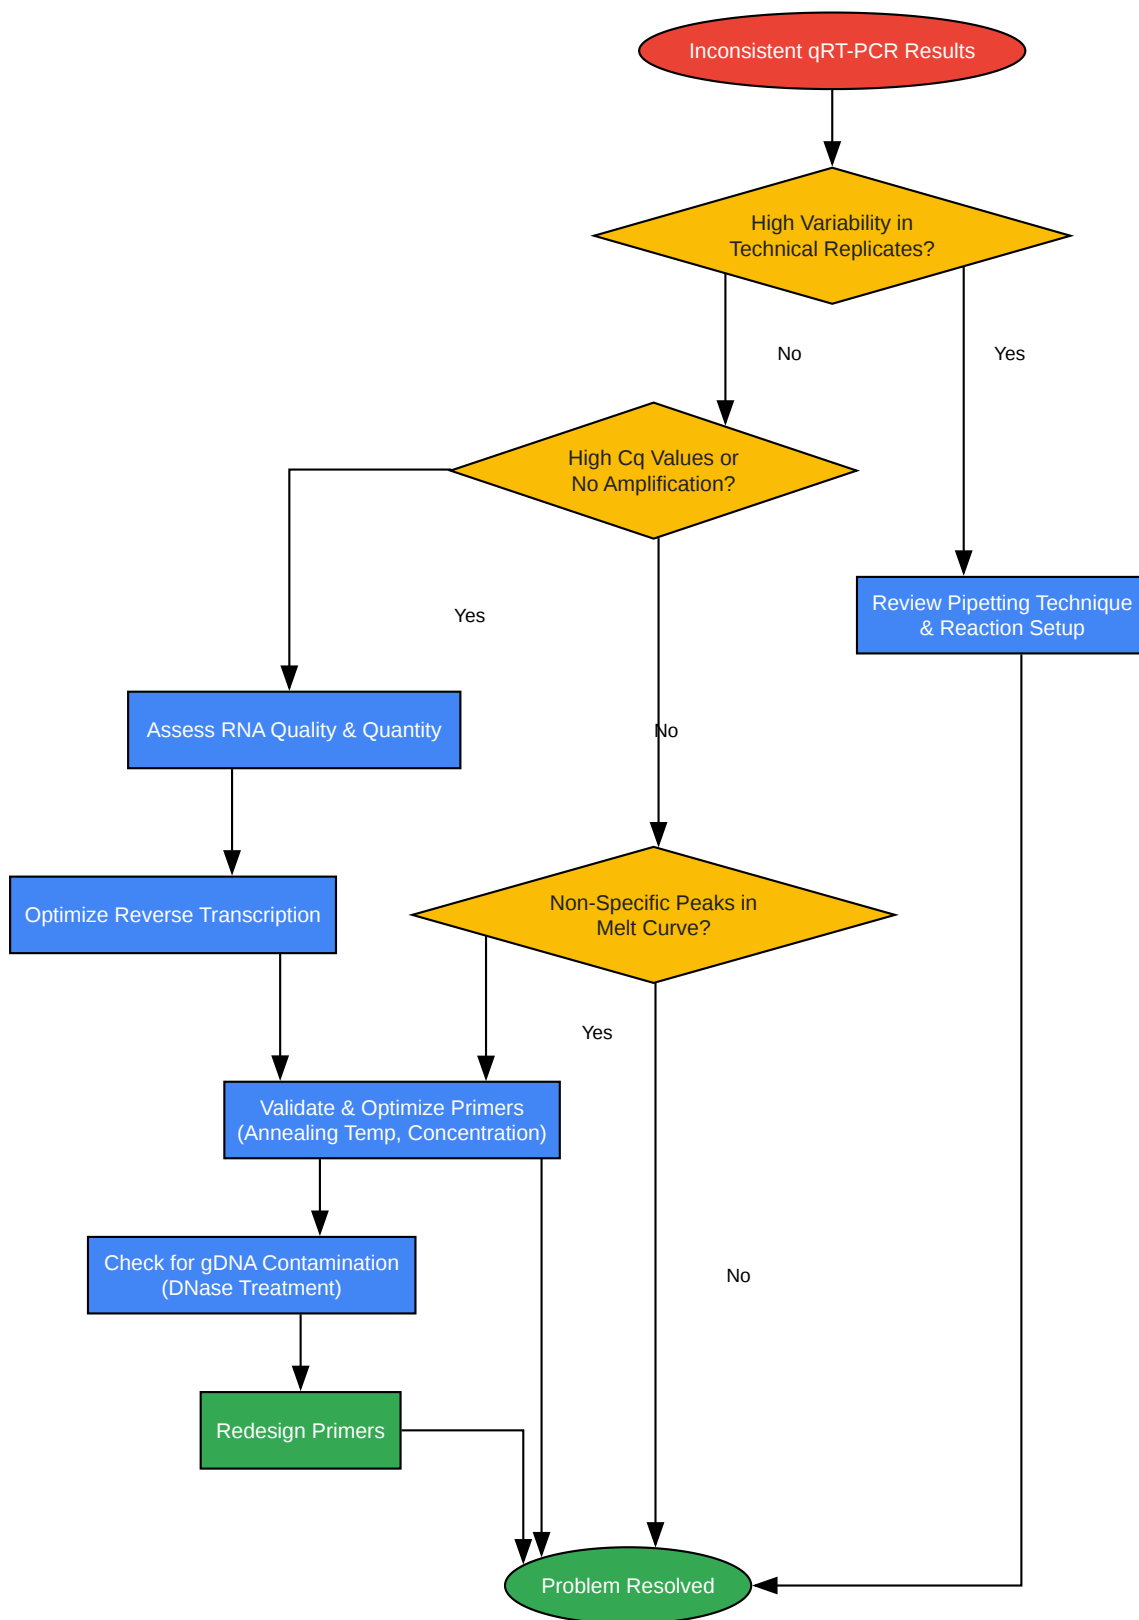 Inconsistent qRT-PCR Results
High Variability in
Technical Replicates?
No
Yes
High Cq Values or
No Amplification?
Review Pipetting Technique
& Reaction Setup
Yes
Assess RNA Quality & Quantity
No
Optimize Reverse Transcription
Non-Specific Peaks in
Melt Curve?
Yes
Validate & Optimize Primers
(Annealing Temp, Concentration)
Check for gDNA Contamination
(DNase Treatment)
No
Redesign Primers
Problem Resolved